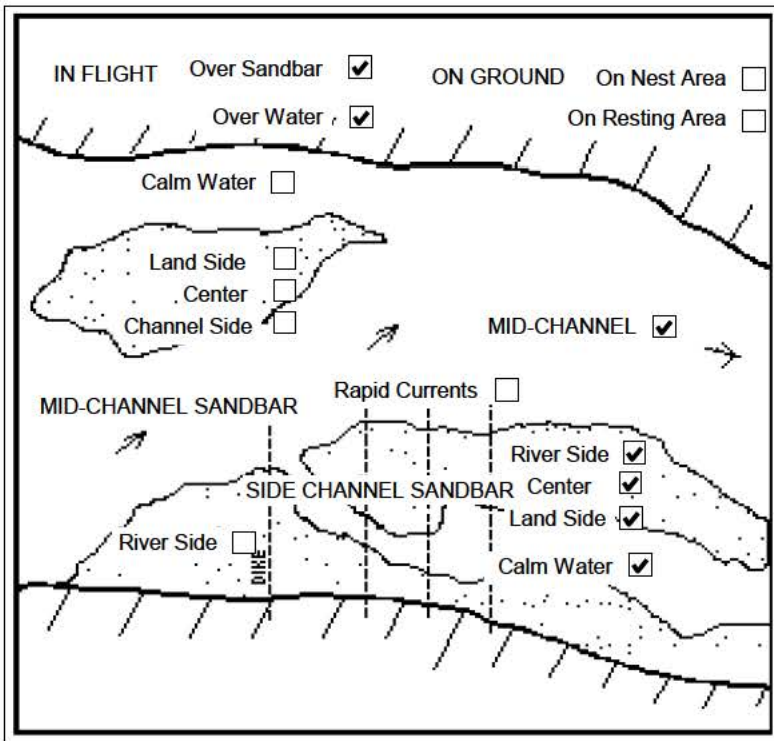 IN FLIGHT Over Sandbar ON GROUND On Nest Area
Over Water On Resting Area
Calm Water
Land Side
Center
Channel Side
MID-CHANNEL
Rapid Currents
MID-CHANNEL SANDBAR
River Side
SIDE CHANNEL SANDBAR Center
Land Side
River Side
DIKE
Calm Water